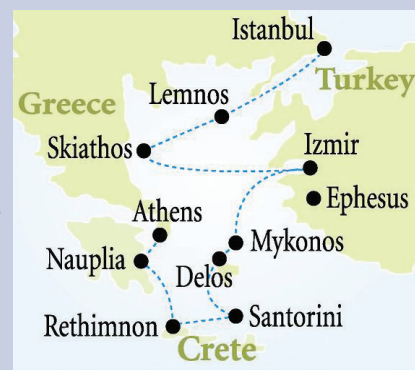 Istanbul
Turkey
Lemnos
Greece
Skiathos
Izmir
Ephesus
Athens
Mykonos
Nauplia
Delos
Santorini
Rethimnon
Crete